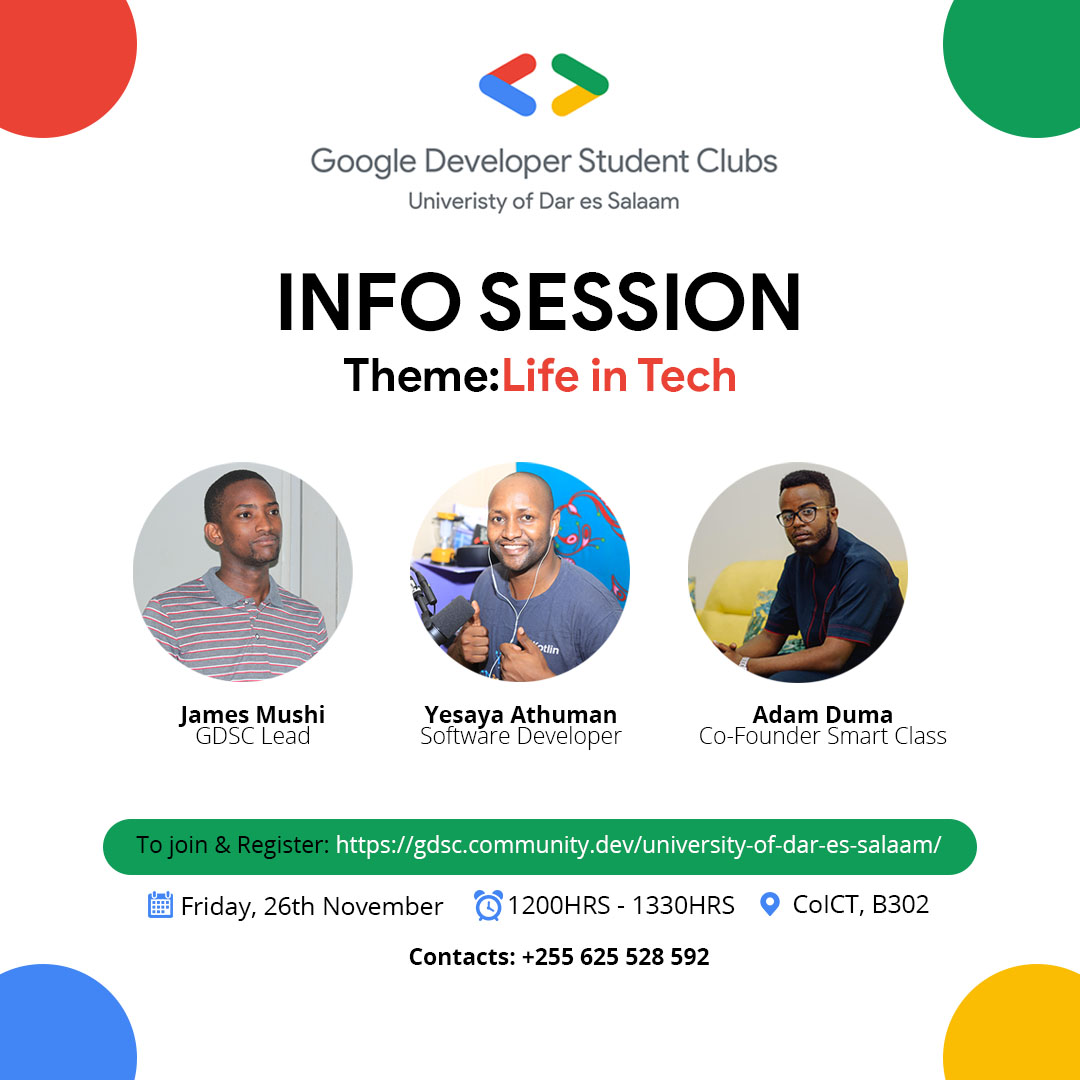 Google Developer Student Clubs
Univeristy of Dar es Salaam
INFO SESSION
Theme:Life in Tech
Kotlin
James Mushi
GDSC Lead
Yesaya Athuman
Software Developer
Adam Duma
Co-Founder Smart Class
To join & Register: https://gdsc.community.dev/university-of-dar-es-salaam/
Friday, 26th November
1200HRS - 1330HRS
CoICT, B302
Contacts: +255 625 528 592